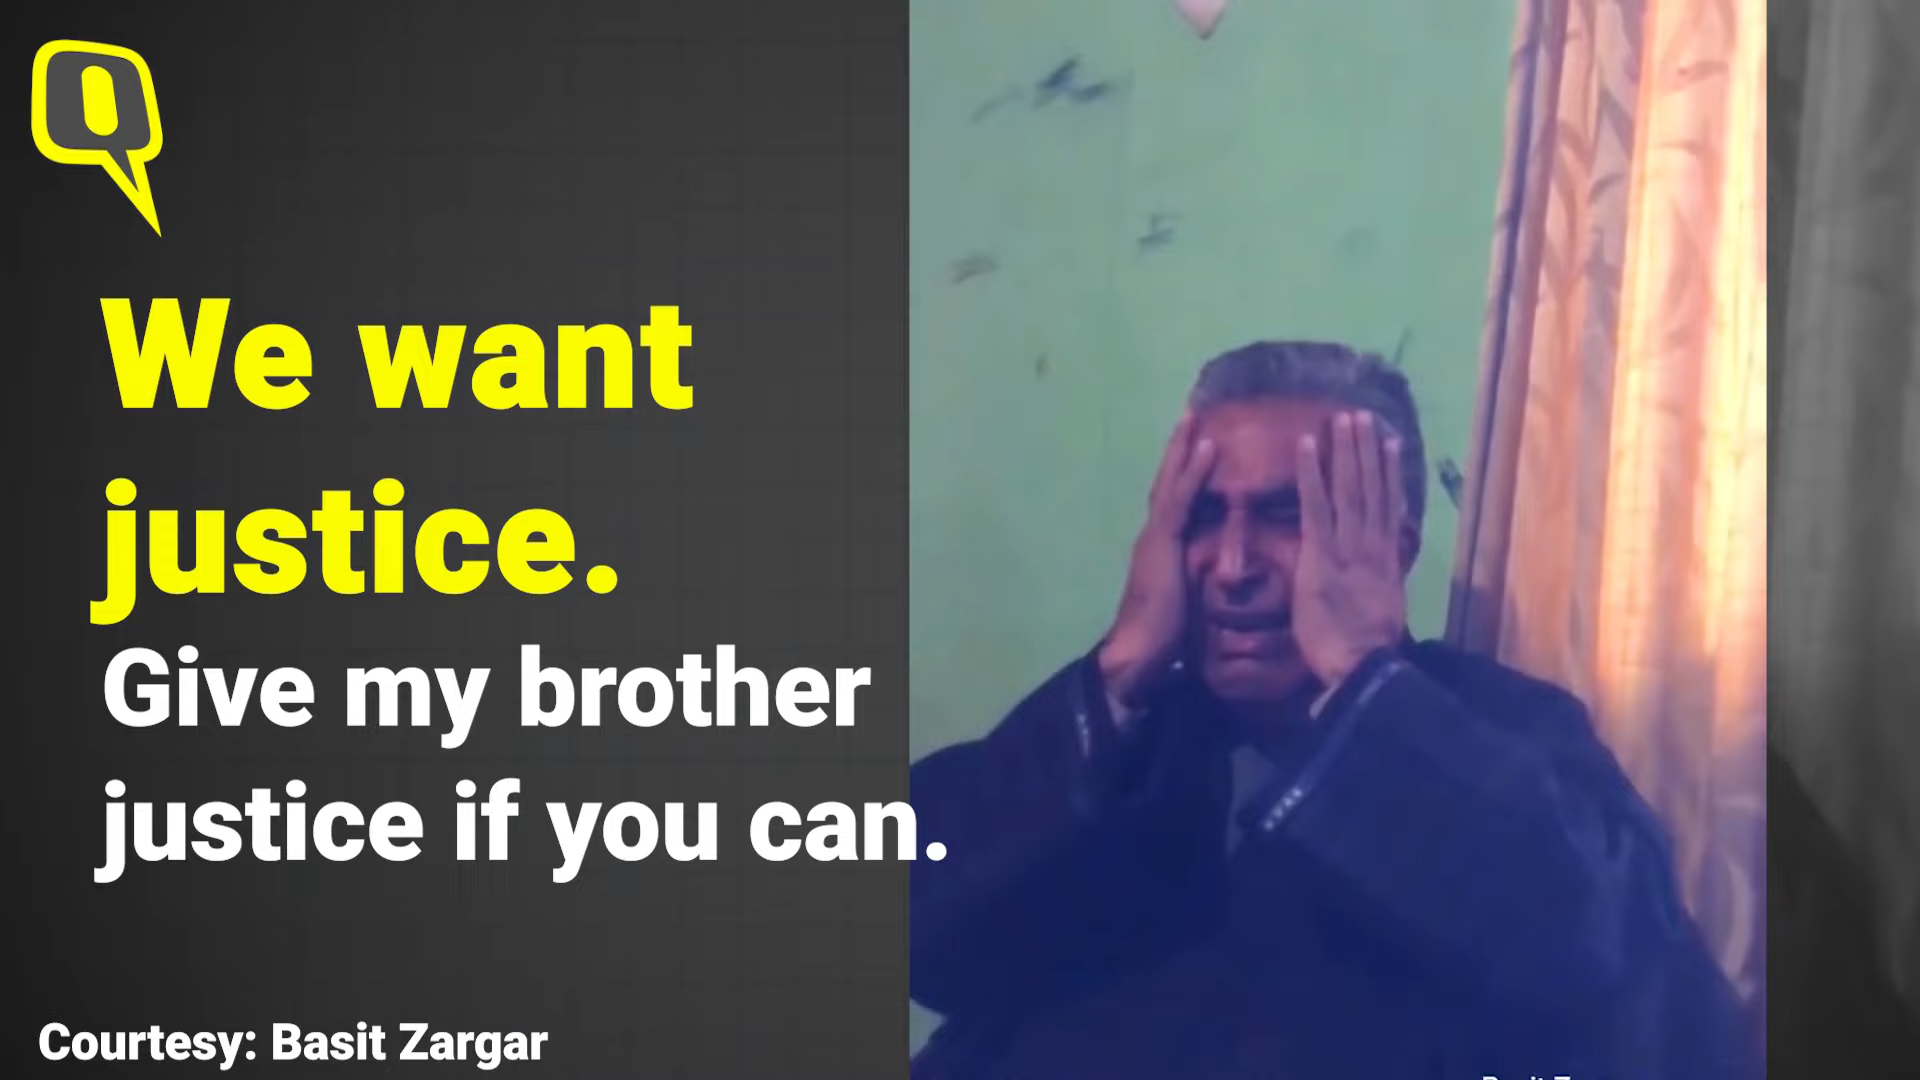 We want
justice.
Give my brother
justice if you can.
Courtesy: Basit Zargar